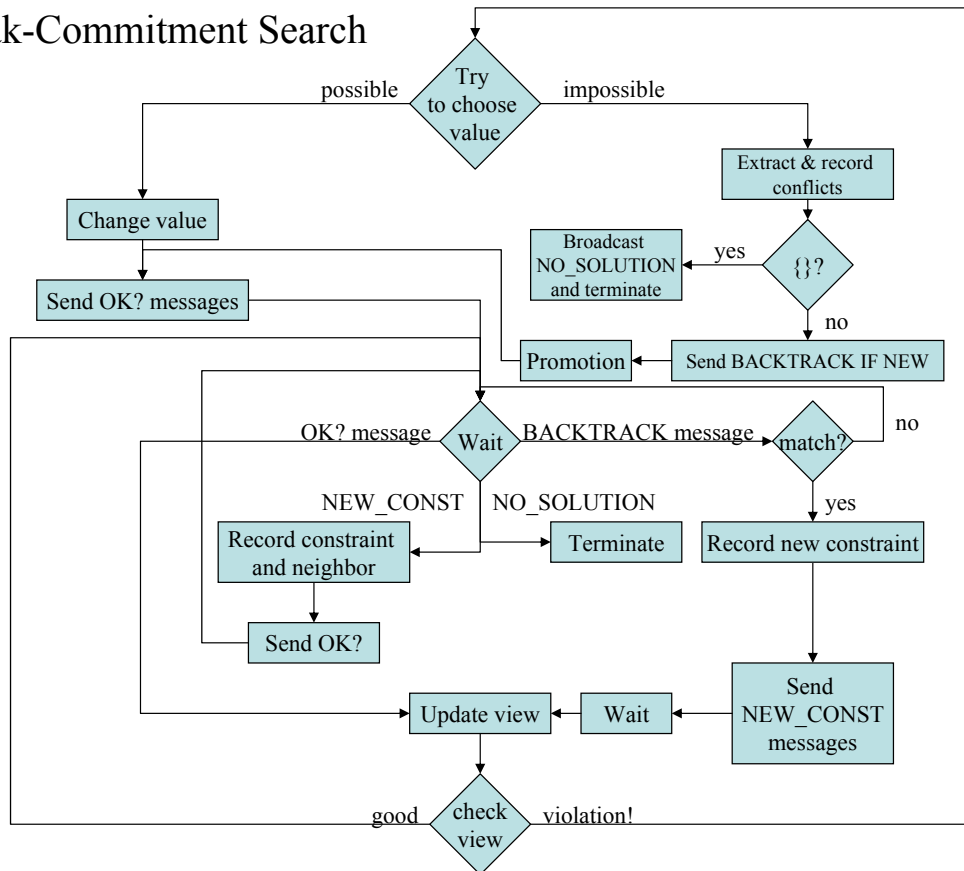 k-Commitment Search
Try
to choose
value
possible
impossible
Extract & record
conflicts
Change value
Broadcast
NO_SOLUTION
and terminate
yes
{}?
Send OK? messages
no
Promotion
Send BACKTRACK IF NEW
OK? message
Wait
BACKTRACK message
match?
no
NEW_CONST
NO_SOLUTION
yes
Record constraint
and neighbor
Terminate
Record new constraint
Send OK?
Send
NEW_CONST
messages
Update view
Wait
good
check
view
violation!